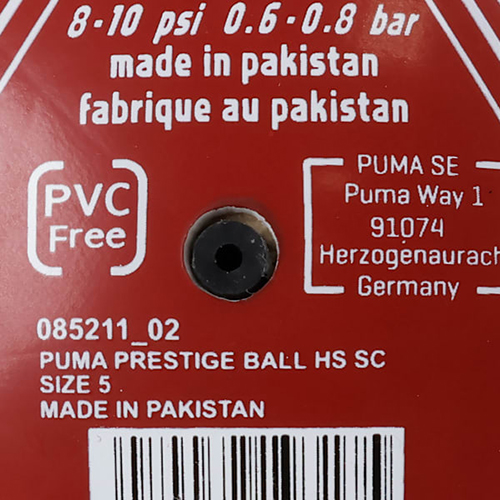 8-10 psi 0.6-0.8 bar
made in pakistan
fabrique au pakistan
PVC
Free
PUMA SE
Puma Way 1
91074
Herzogenaurach
Germany
085211_02
PUMA PRESTIGE BALL HS SC
SIZE 5
MADE IN PAKISTAN